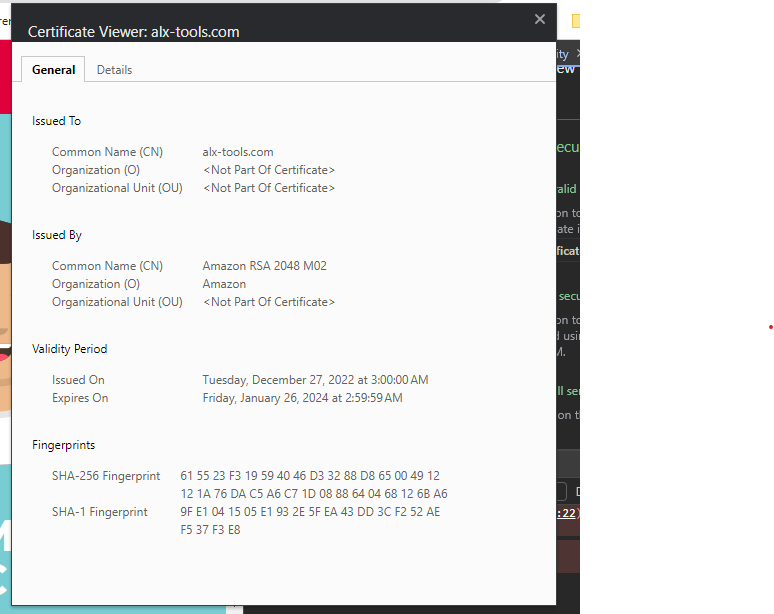 Certificate Viewer: alx-tools.com
General Details
Issued To
Common Name (CN) alx-tools.com
Organization (O) <Not Part Of Certificate>
Organizational Unit (OU) <Not Part Of Certificate>
Issued By
Common Name (CN) Amazon RSA 2048 M02
Organization (O) Amazon
Organizational Unit (OU) <Not Part Of Certificate>
Validity Period
Issued On Tuesday, December 27, 2022 at 3:00:00 AM
Expires On Friday, January 26, 2024 at 2:59:59 AM
Fingerprints
SHA-256 Fingerprint 61 55 23 F3 19 59 40 46 D3 32 88 D8 65 00 49 12
12 1A 76 DA C5 A6 C7 1D 08 88 64 04 68 12 6B A6
SHA-1 Fingerprint 9F E1 04 15 05 E1 93 2E 5F EA 43 DD 3C F2 52 AE
F5 37 F3 E8
:22